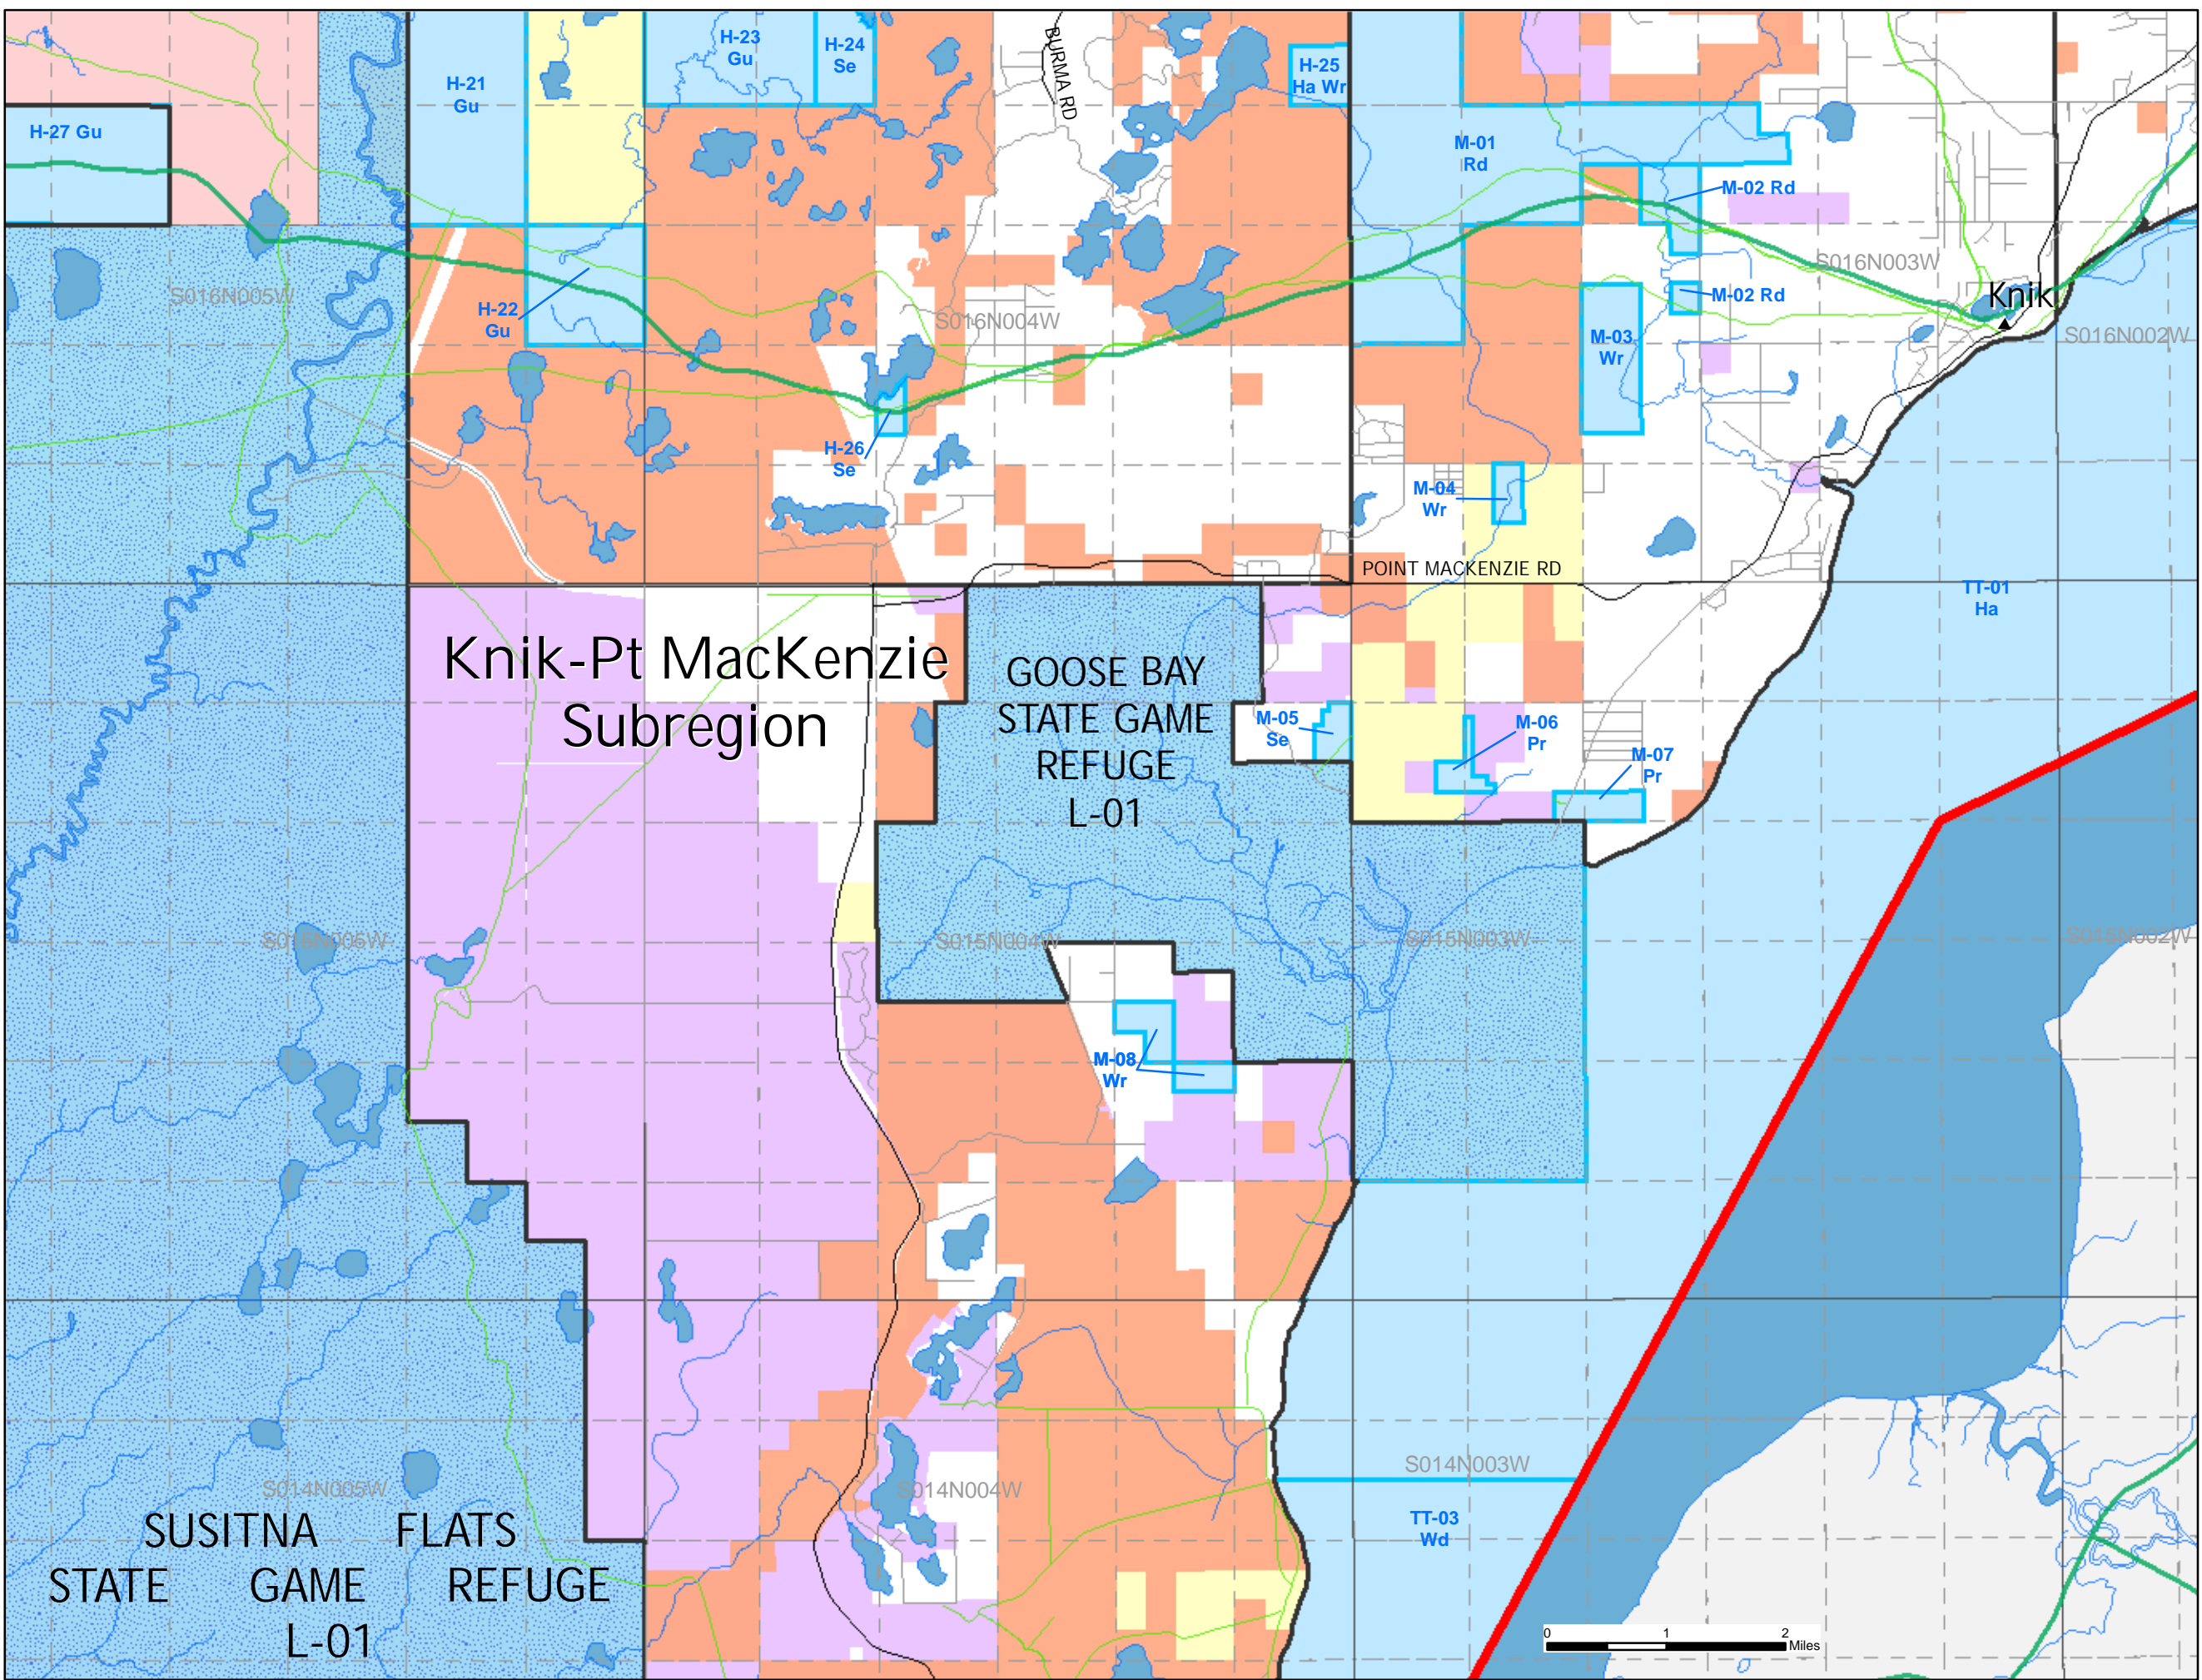 H-21
Gu
H-23
Gu
H-24
Se
BURMA RD
H-25
Ha Wr
H-27 Gu
M-01
Rd
M-02 Rd
S016N005W
H-22
Gu
S016N004W
S016N003W
M-02 Rd
Knik
S016N002W
M-03
Wr
H-26
Se
M-04
Wr
POINT MACKENZIE RD
TT-01
Ha
Knik-Pt MacKenzie
Subregion
GOOSE BAY
STATE GAME
REFUGE
L-01
M-05
Se
M-06
Pr
M-07
Pr
S015N005W
S015N004W
S015N003W
S015N002W
M-08
Wr
S014N005W
S014N004W
S014N003W
TT-03
Wd
SUSITNA FLATS
STATE GAME REFUGE
L-01
0 1 2
Miles